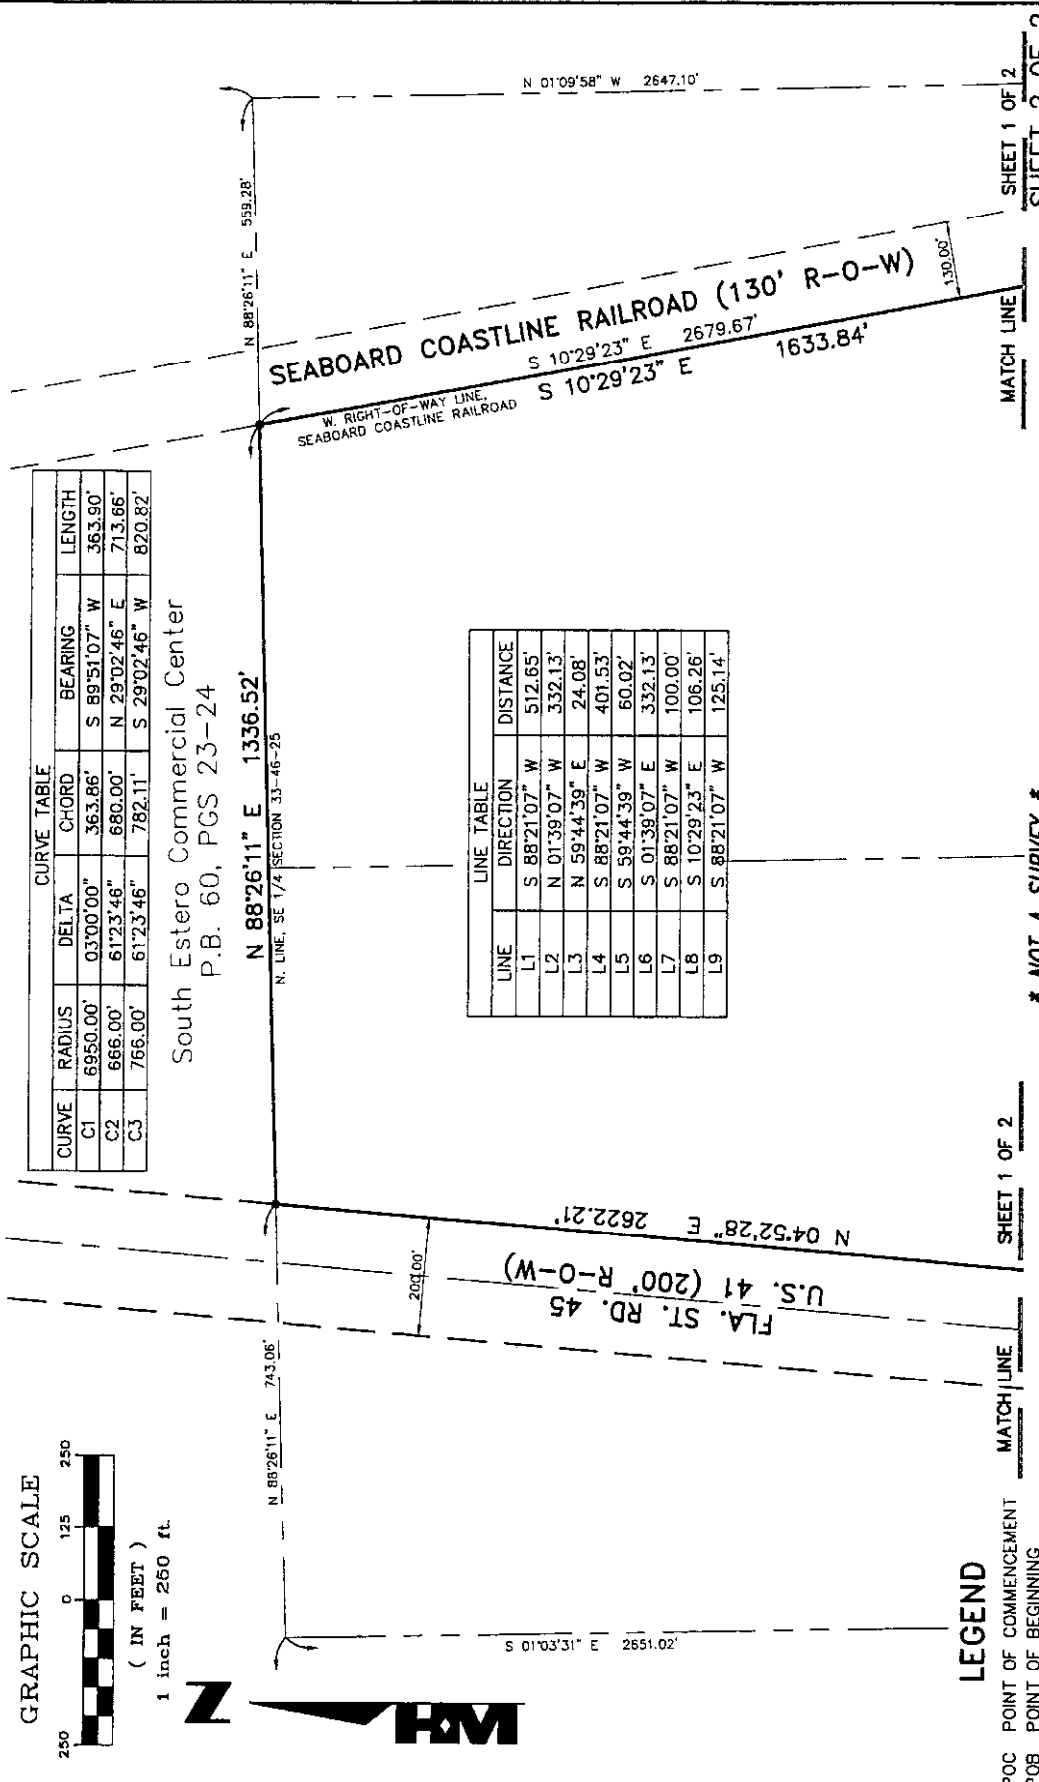 GRAPHIC SCALE
250 0 125 250
( IN FEET )
1 inch = 250 ft.
N
HM
CURVE TABLE
CURVE RADIUS DELTA CHORD BEARING LENGTH
C1 6950.00' 03°00'00" 363.86' S 89°51'07" W 363.90'
C2 666.00' 61°23'46" 680.00' N 29°02'46" E 713.66'
C3 766.00' 61°23'46" 782.11' S 29°02'46" W 820.82'
South Estero Commercial Center
P.B. 60, PGS 23-24
N 88°26'11" E 743.06'
N 88°26'11" E 1336.52'
N. LINE, SE 1/4 SECTION 33-46-25
N 88°26'11" E 559.28'
S 01°03'31" E 2651.02'
200.00'
FLA. ST. RD. 45
U.S. 41 (200' R-O-W)
N 04°52'28" E 2622.21'
LINE TABLE
LINE DIRECTION DISTANCE
L1 S 88°21'07" W 512.65'
L2 N 01°39'07" W 332.13'
L3 N 59°44'39" E 24.08'
L4 S 88°21'07" W 401.53'
L5 S 59°44'39" W 60.02'
L6 S 01°39'07" E 332.13'
L7 S 88°21'07" W 100.00'
L8 S 10°29'23" E 106.26'
L9 S 88°21'07" W 125.14'
W. RIGHT-OF-WAY LINE,
SEABOARD COASTLINE RAILROAD
SEABOARD COASTLINE RAILROAD (130' R-O-W)
S 10°29'23" E 2679.67'
S 10°29'23" E 1633.84'
130.00'
N 01°09'58" W 2647.10'
LEGEND
POC POINT OF COMMENCEMENT
POB POINT OF BEGINNING
MATCH LINE SHEET 1 OF 2
* NOT A SURVEY *
MATCH LINE SHEET 1 OF 2